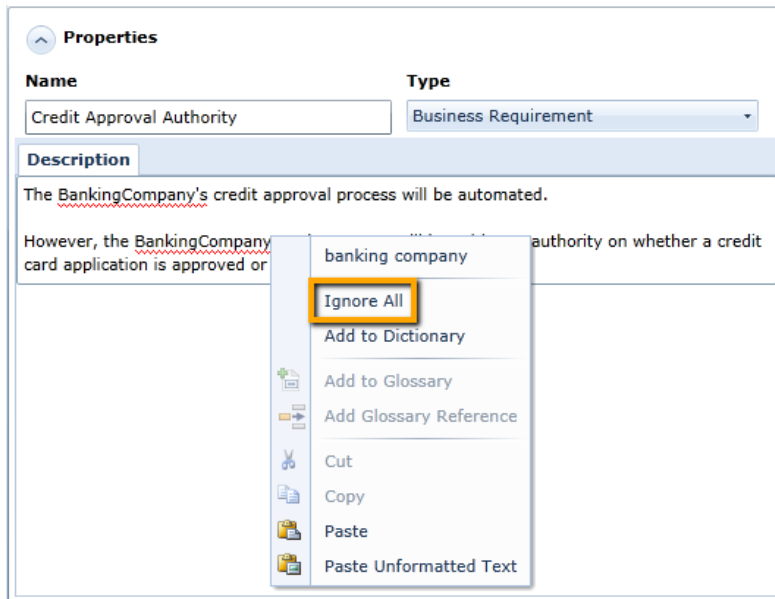 Properties
Name
Type
Credit Approval Authority
Business Requirement
Description
The BankingCompany's credit approval process will be automated.
However, the BankingCompany authority on whether a credit
card application is approved or
banking company
Ignore All
Add to Dictionary
Add to Glossary
Add Glossary Reference
Cut
Copy
Paste
Paste Unformatted Text